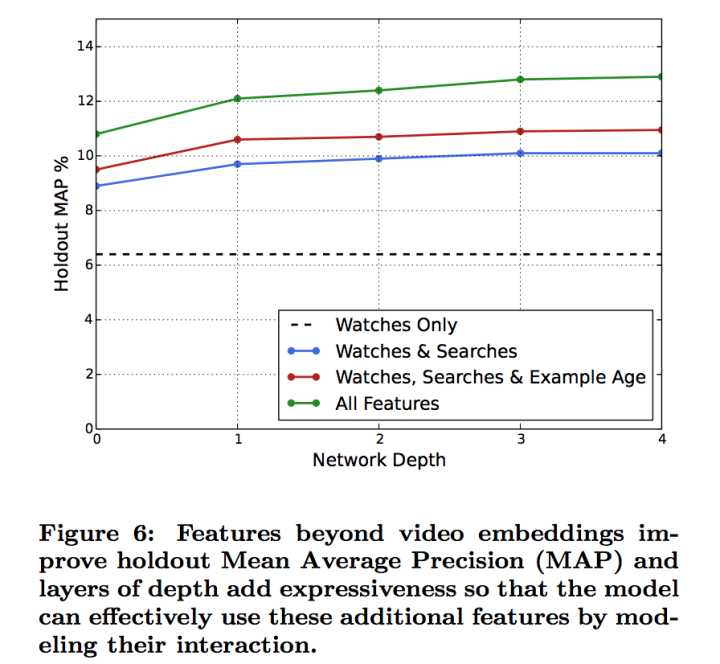 14
12
10
8
6
4
2
0
Holdout MAP %
Watches Only
Watches & Searches
Watches, Searches & Example Age
All Features
0 1 2 3 4
Network Depth
Figure 6: Features beyond video embeddings im-
prove holdout Mean Average Precision (MAP) and
layers of depth add expressiveness so that the model
can effectively use these additional features by mod-
eling their interaction.